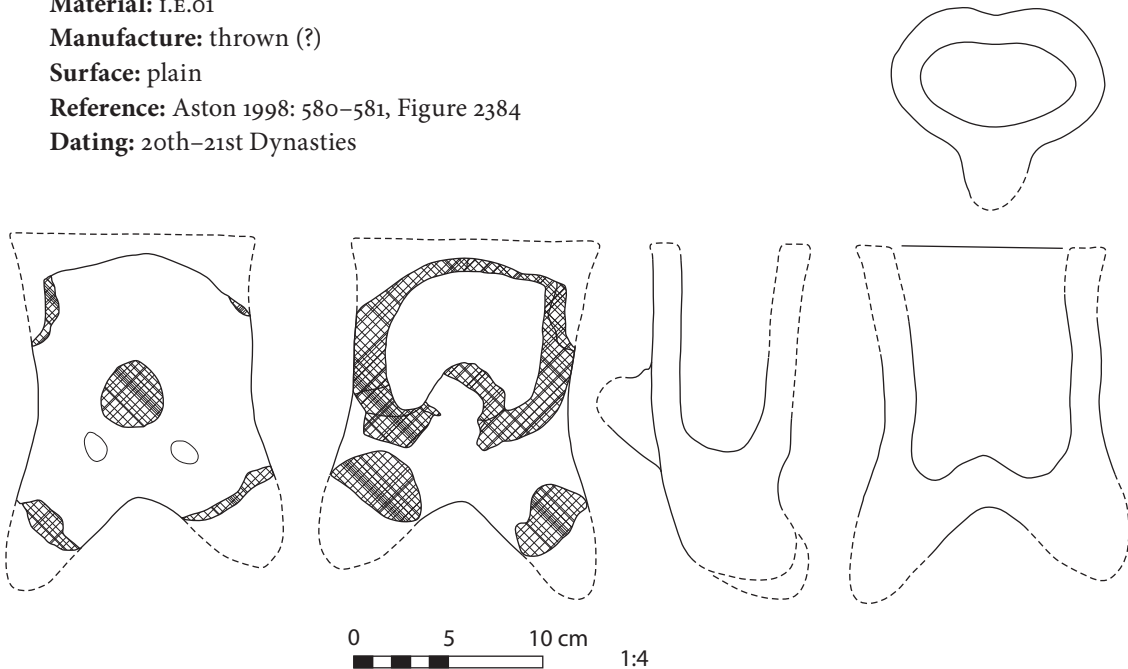 Material: I.E.01
Manufacture: thrown (?)
Surface: plain
Reference: Aston 1998: 580–581, Figure 2384
Dating: 20th–21st Dynasties
0 5 10 cm
1:4